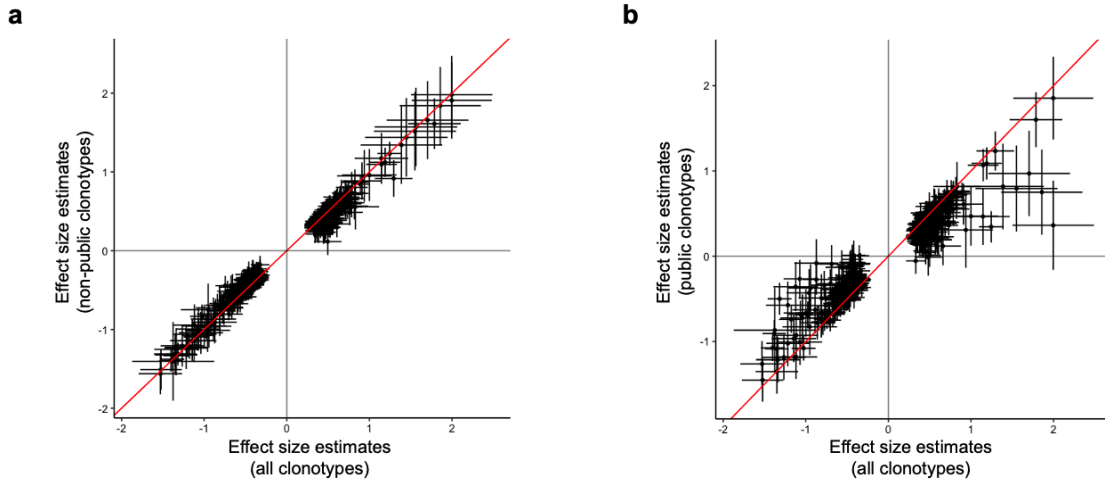 a
Effect size estimates
(non-public clonotypes)
2
1
0
-1
-2
-2
-1
0
1
2
Effect size estimates
(all clonotypes)
b
Effect size estimates
(public clonotypes)
2
1
0
-1
-2
-1
0
1
2
Effect size estimates
(all clonotypes)